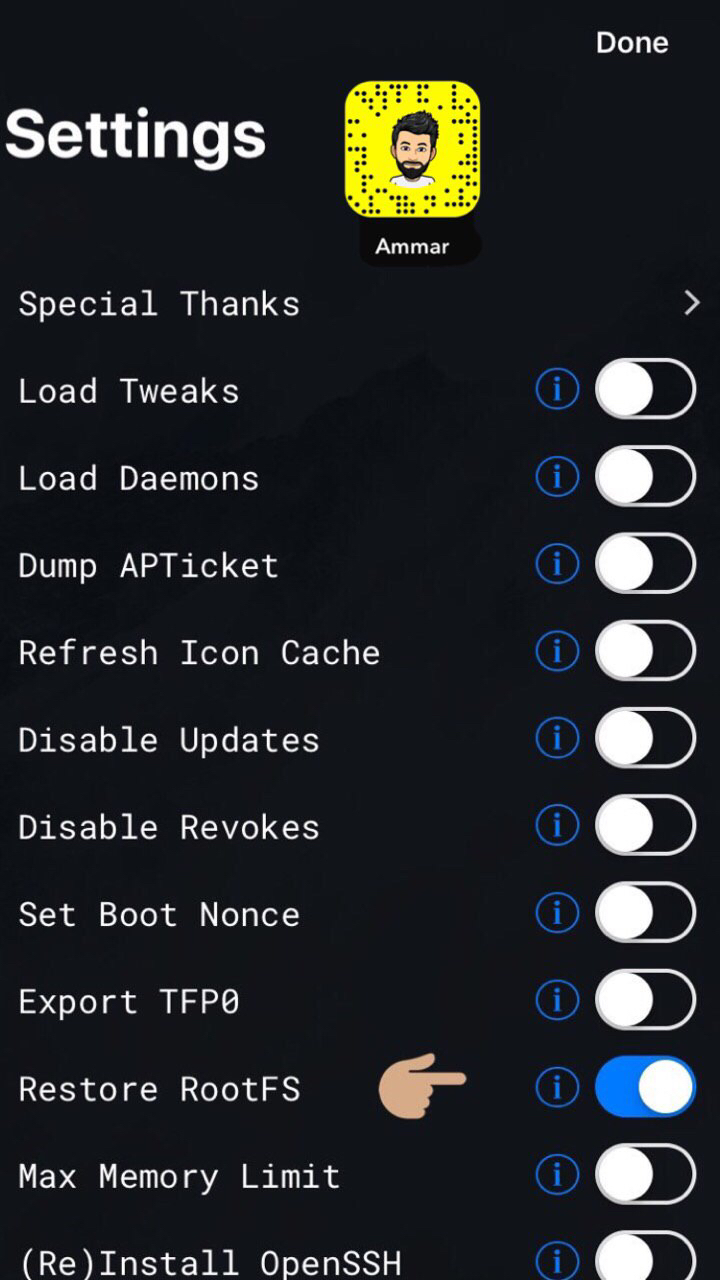 Done
Settings
Ammar
Special Thanks
Load Tweaks
Load Daemons
Dump APTicket
Refresh Icon Cache
Disable Updates
Disable Revokes
Set Boot Nonce
Export TFP0
Restore RootFS
Max Memory Limit
(Re)Install OpenSSH